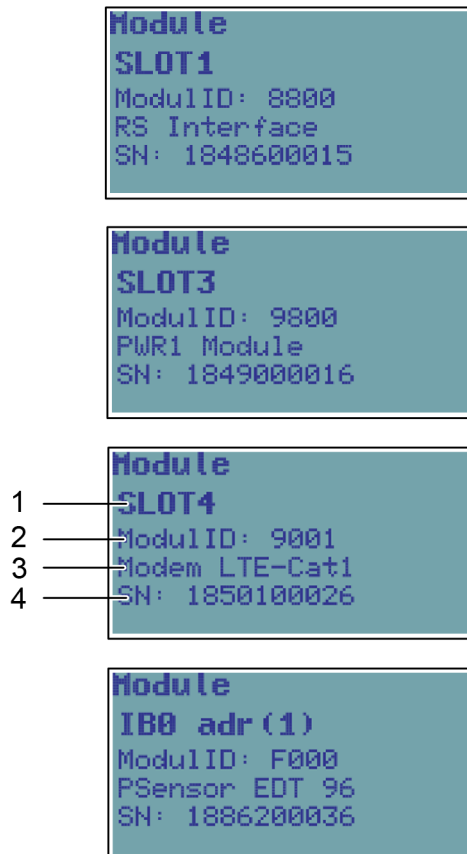 Module
SLOT1
ModulID: 8800
RS Interface
SN: 1848600015
Module
SLOT3
ModulID: 9800
PWR1 Module
SN: 1849000016
Module
1 SLOT4
2 ModulID: 9001
3 Modem LTE-Cat1
4 SN: 1850100026
Module
IB0 adr(1)
ModulID: F000
PSensor EDT 96
SN: 1886200036